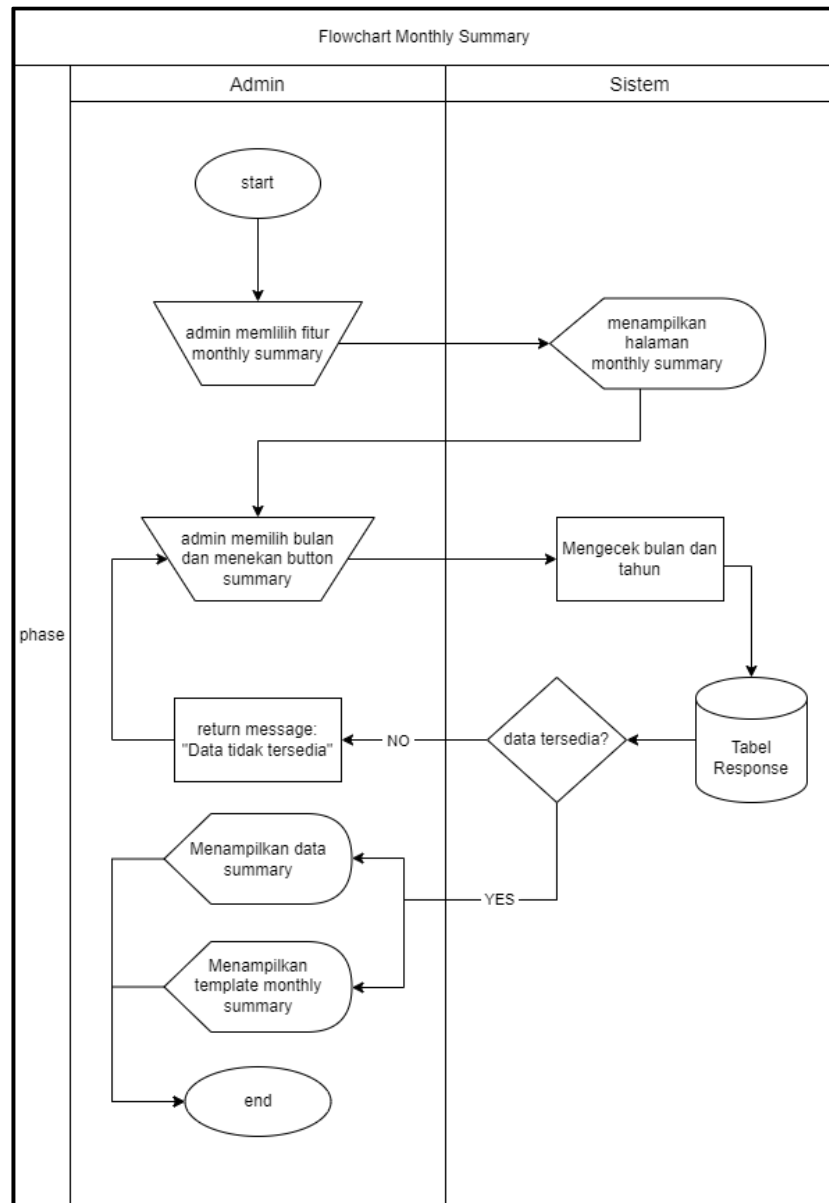 Flowchart Monthly Summary
Admin
Sistem
phase
start
admin memlilih fitur
monthly summary
menampilkan
halaman
monthly summary
admin memilih bulan
dan menekan button
summary
Mengecek bulan dan
tahun
Tabel
Response
data tersedia?
NO
return message:
"Data tidak tersedia"
YES
Menampilkan data
summary
Menampilkan
template monthly
summary
end